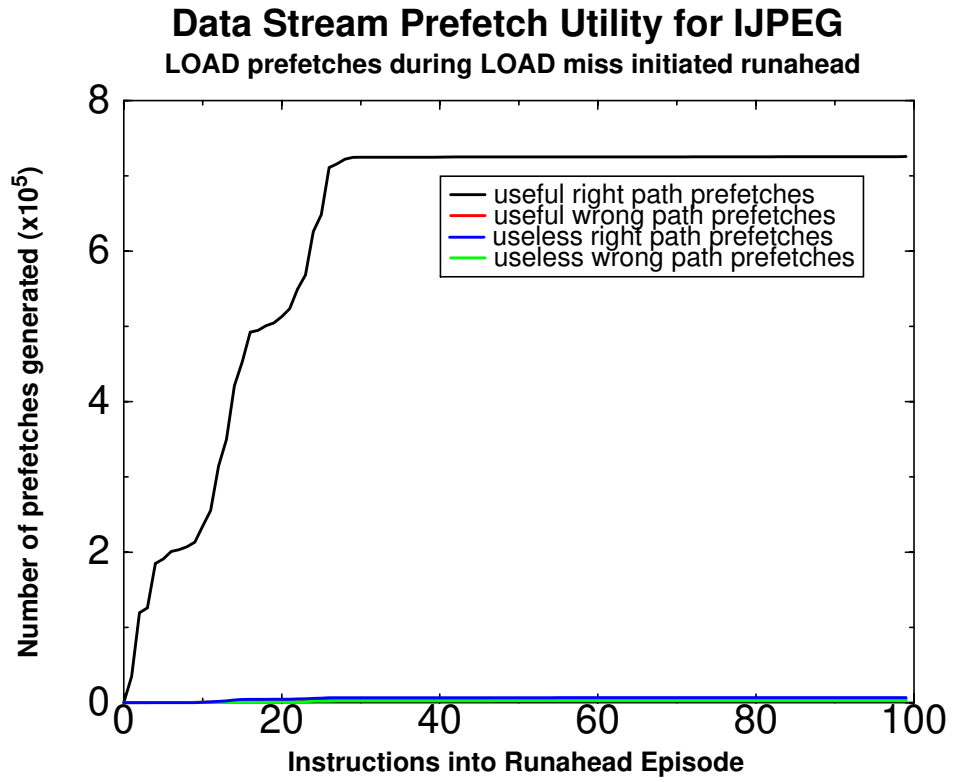 Data Stream Prefetch Utility for IJPEG
LOAD prefetches during LOAD miss initiated runahead
8
6
4
2
0
Number of prefetches generated (x10⁵)
useful right path prefetches
useful wrong path prefetches
useless right path prefetches
useless wrong path prefetches
0 20 40 60 80 100
Instructions into Runahead Episode